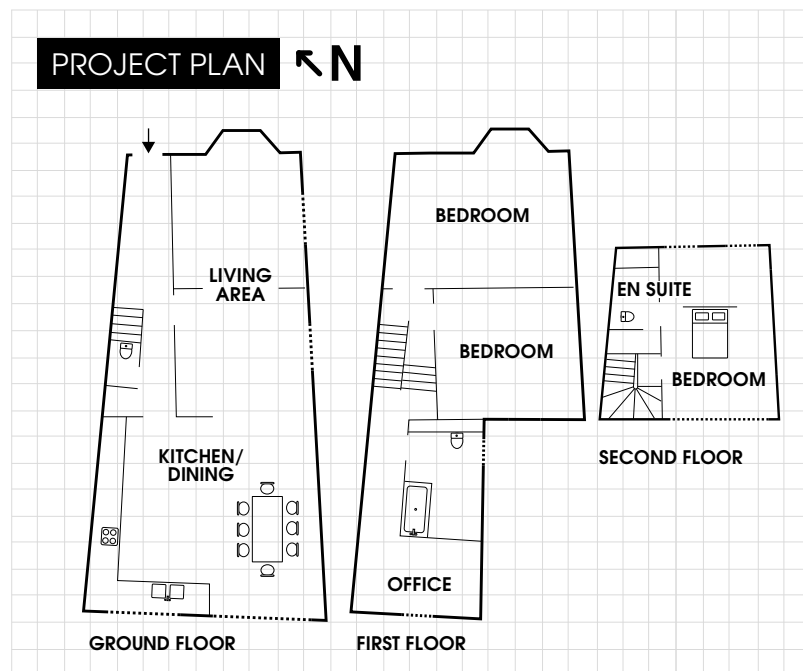 PROJECT PLAN
N
LIVING
AREA
KITCHEN/
DINING
GROUND FLOOR
BEDROOM
BEDROOM
OFFICE
FIRST FLOOR
EN SUITE
BEDROOM
SECOND FLOOR